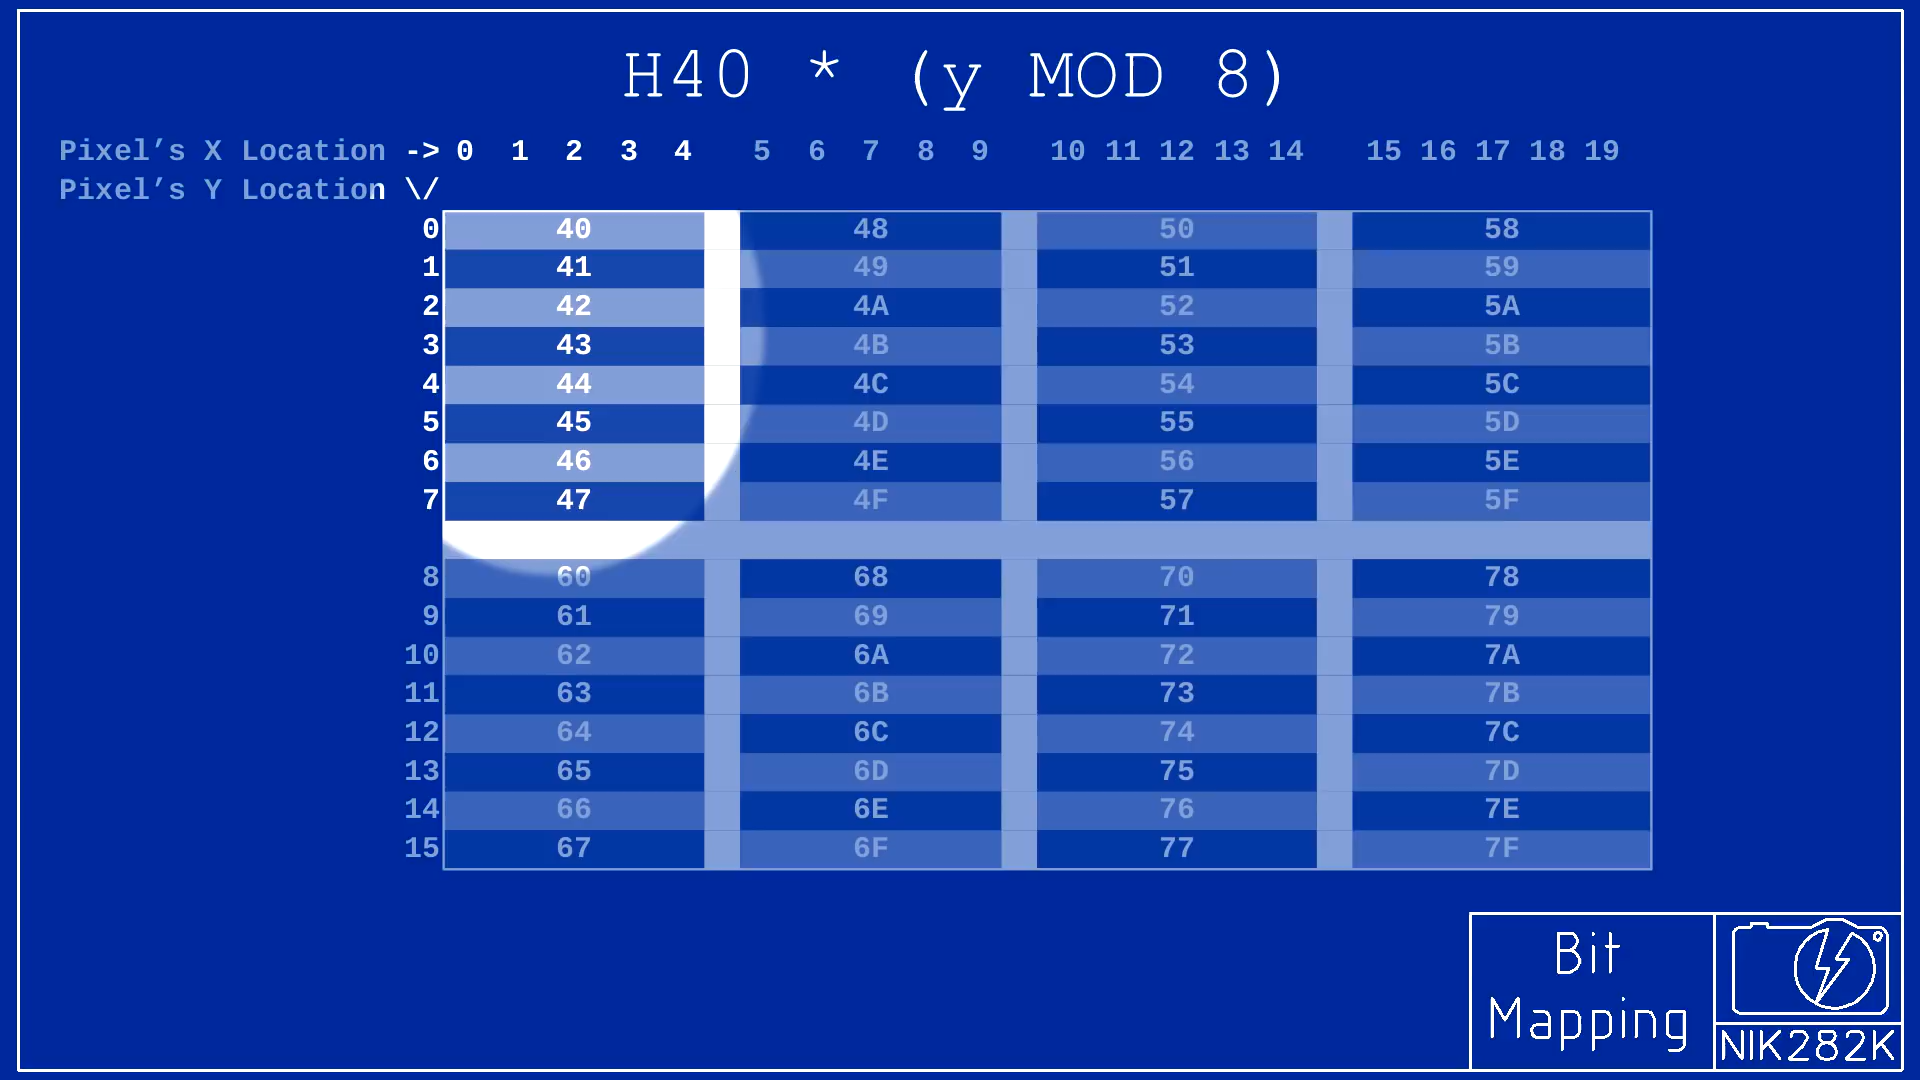 H40 * (y MOD 8)
Pixel’s X Location -> 0 1 2 3 4 5 6 7 8 9 10 11 12 13 14 15 16 17 18 19
Pixel’s Y Location \/
0 40 48 50 58
1 41 49 51 59
2 42 4A 52 5A
3 43 4B 53 5B
4 44 4C 54 5C
5 45 4D 55 5D
6 46 4E 56 5E
7 47 4F 57 5F
8 60 68 70 78
9 61 69 71 79
10 62 6A 72 7A
11 63 6B 73 7B
12 64 6C 74 7C
13 65 6D 75 7D
14 66 6E 76 7E
15 67 6F 77 7F
Bit
Mapping
NIK282K